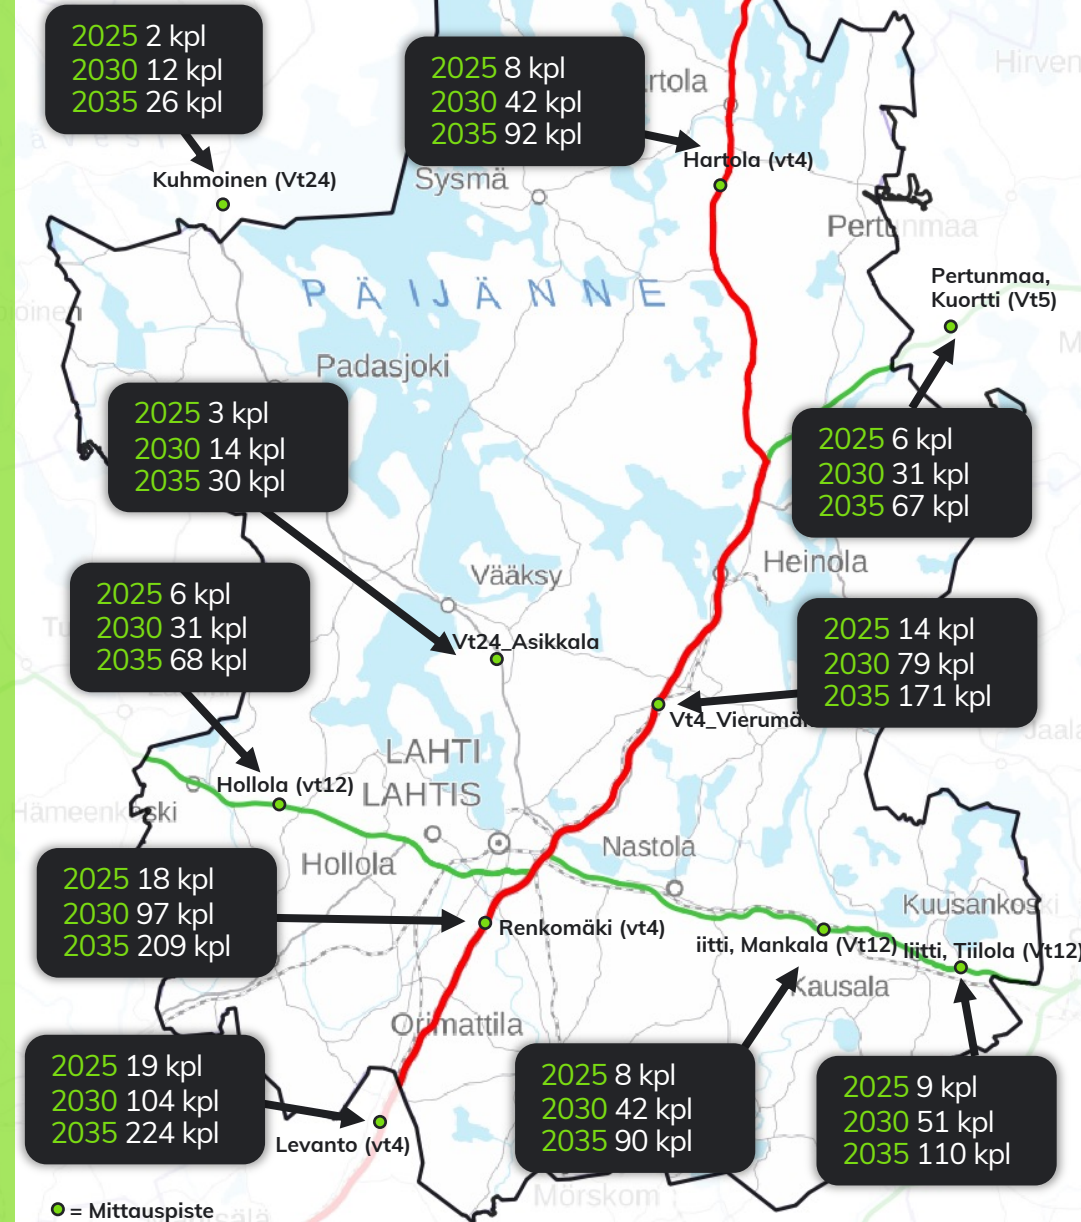 2025 2 kpl
2030 12 kpl
2035 26 kpl
2025 8 kpl
2030 42 kpl
2035 92 kpl
rtola
Hirven
Hartola (vt4)
Kuhmoinen (Vt24)
Sysmä
Pertunmaa
PÄIJÄNNE
Pertunmaa,
Kuortti (Vt5)
Padasjoki
2025 3 kpl
2030 14 kpl
2035 30 kpl
2025 6 kpl
2030 31 kpl
2035 67 kpl
Heinola
Vääksy
2025 6 kpl
2030 31 kpl
2035 68 kpl
Vt24_Asikkala
2025 14 kpl
2030 79 kpl
2035 171 kpl
Vt4_Vierumä
Jaala
LAHTI
LAHTIS
Hollola (vt12)
Hämeenkoski
Nastola
Hollola
2025 18 kpl
2030 97 kpl
2035 209 kpl
Kuusankoski
Renkomäki (vt4)
iitti, Mankala (Vt12)
Iitti, Tiilola (Vt12)
Kausala
Orimattila
2025 19 kpl
2030 104 kpl
2035 224 kpl
2025 8 kpl
2030 42 kpl
2035 90 kpl
2025 9 kpl
2030 51 kpl
2035 110 kpl
Levanto (vt4)
Mörskom
= Mittauspiste